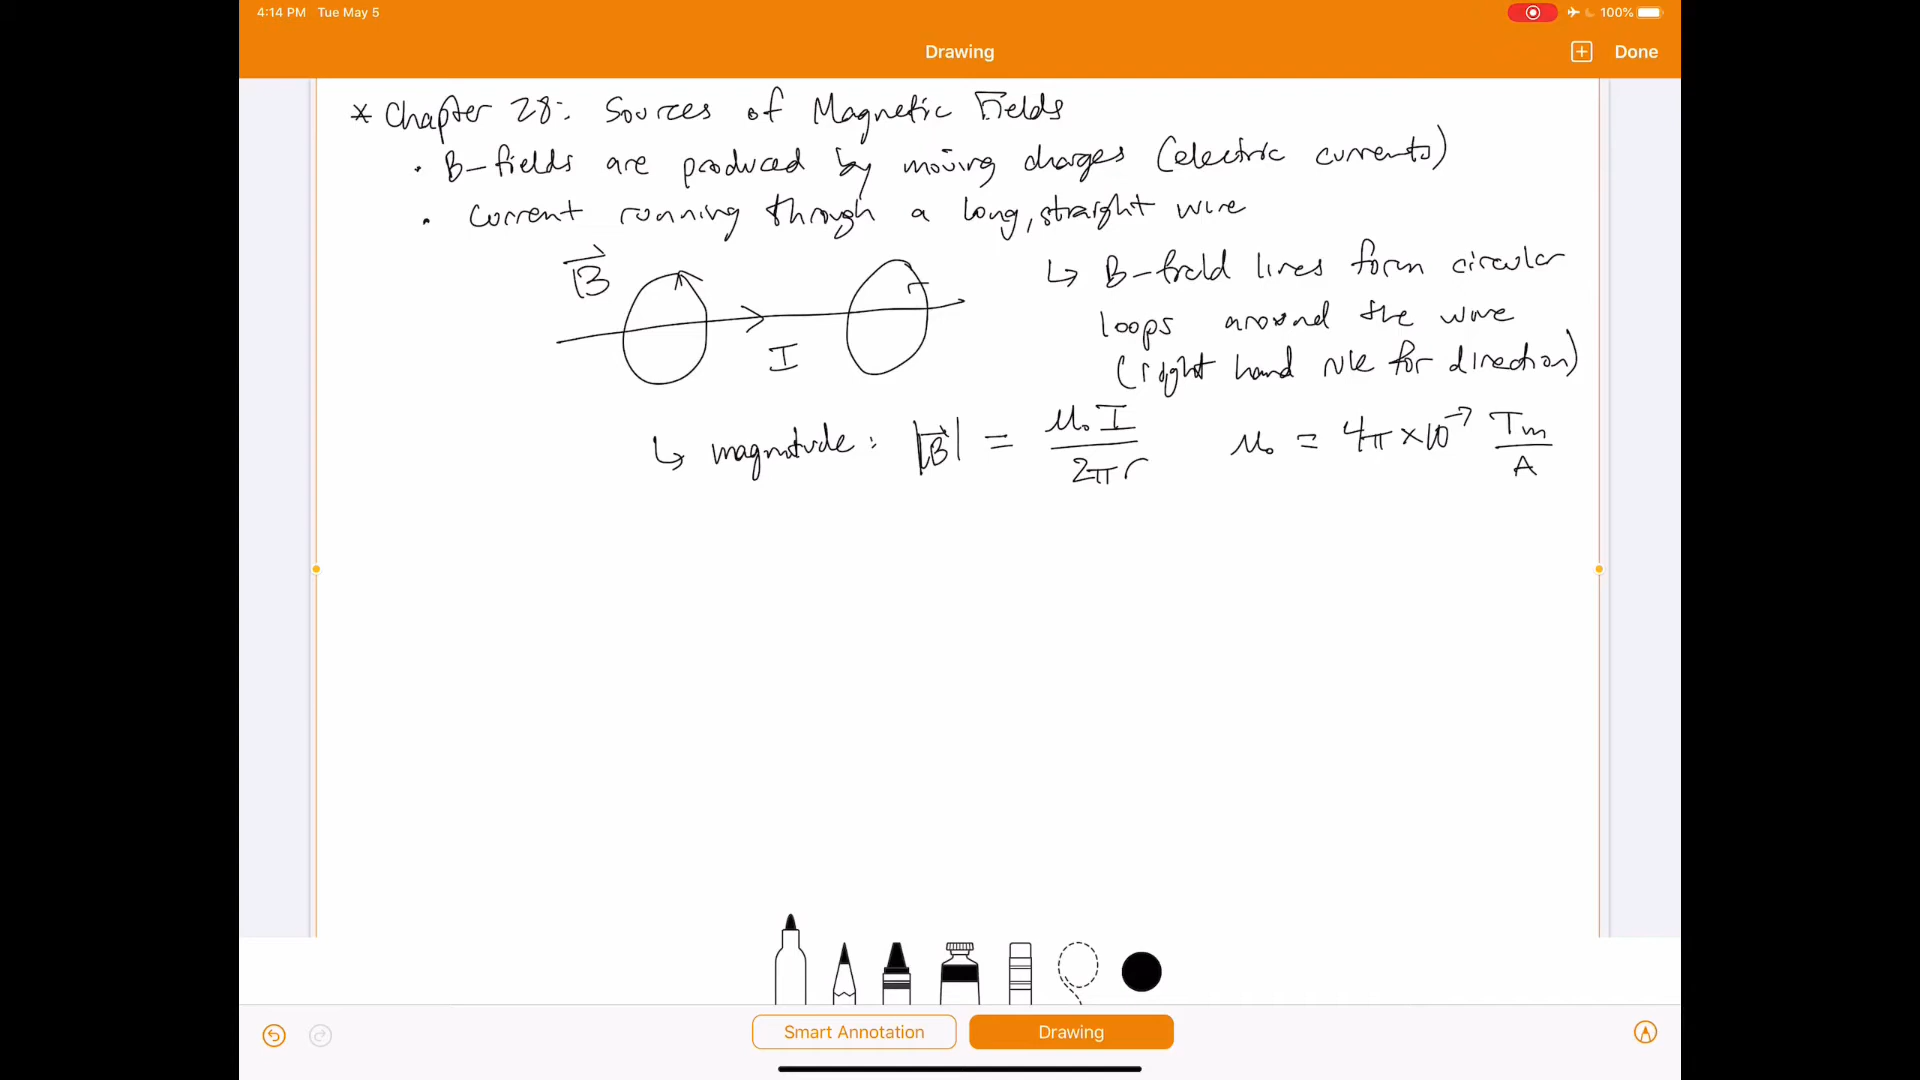 4:14 PM Tue May 5
100%
Drawing
Done
* Chapter 28: Sources of Magnetic Fields
· B-fields are produced by moving charges (electric currents)
· Current running through a long, straight wire
B⃗
I
↳ B-field lines form circular
loops around the wire
(right hand rule for direction)
↳ magnitude: |B⃗| = μ₀ I / 2πr    μ₀ = 4π × 10⁻⁷ Tm / A
Smart Annotation
Drawing